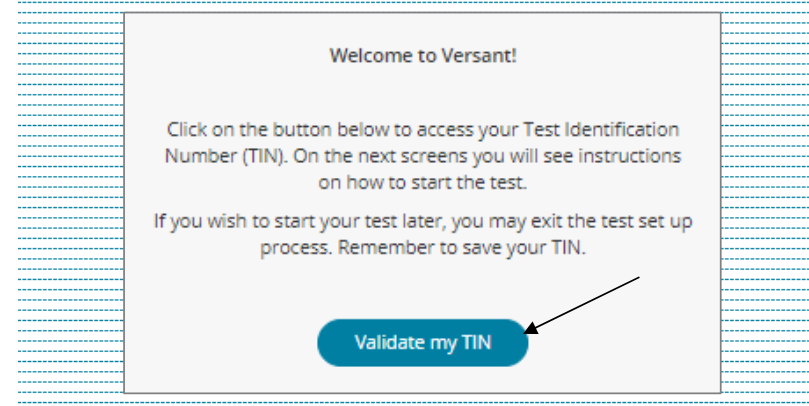 Welcome to Versant!
Click on the button below to access your Test Identification
Number (TIN). On the next screens you will see instructions
on how to start the test.
If you wish to start your test later, you may exit the test set up
process. Remember to save your TIN.
Validate my TIN